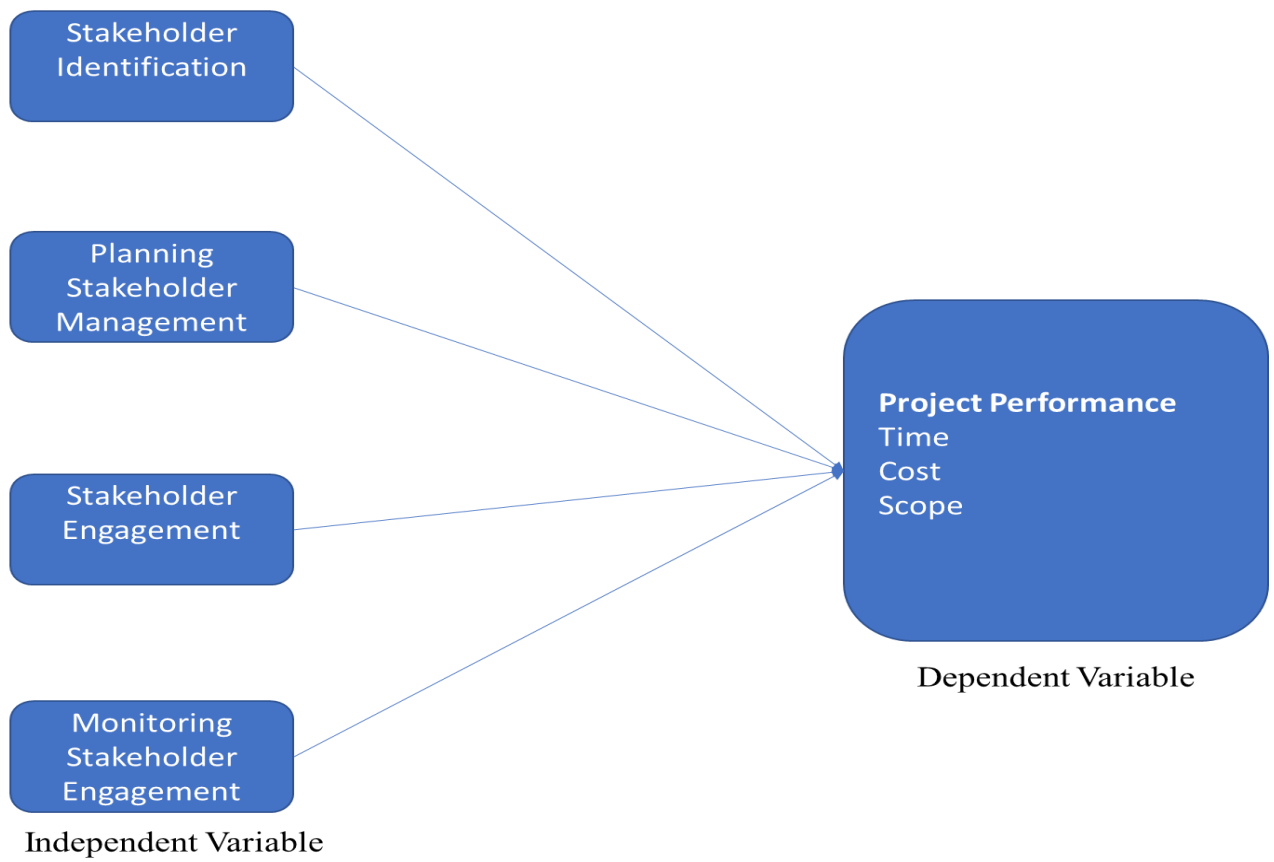 Stakeholder
Identification
Planning
Stakeholder
Management
Stakeholder
Engagement
Monitoring
Stakeholder
Engagement
Independent Variable
Project Performance
Time
Cost
Scope
Dependent Variable